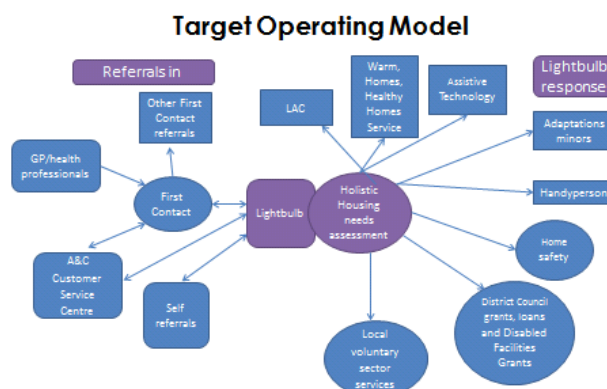 Target Operating Model
Referrals in
Lightbulb
response
Other First
Contact
referrals
GP/health
professionals
First
Contact
A&C
Customer
Service
Centre
Self
referrals
Lightbulb
Holistic
Housing
needs
assessment
LAC
Warm,
Homes,
Healthy
Homes
Service
Assistive
Technology
Adaptations
minors
Handyperson
Home
safety
District Council
grants, loans
and Disabled
Facilities
Grants
Local
voluntary
sector
services